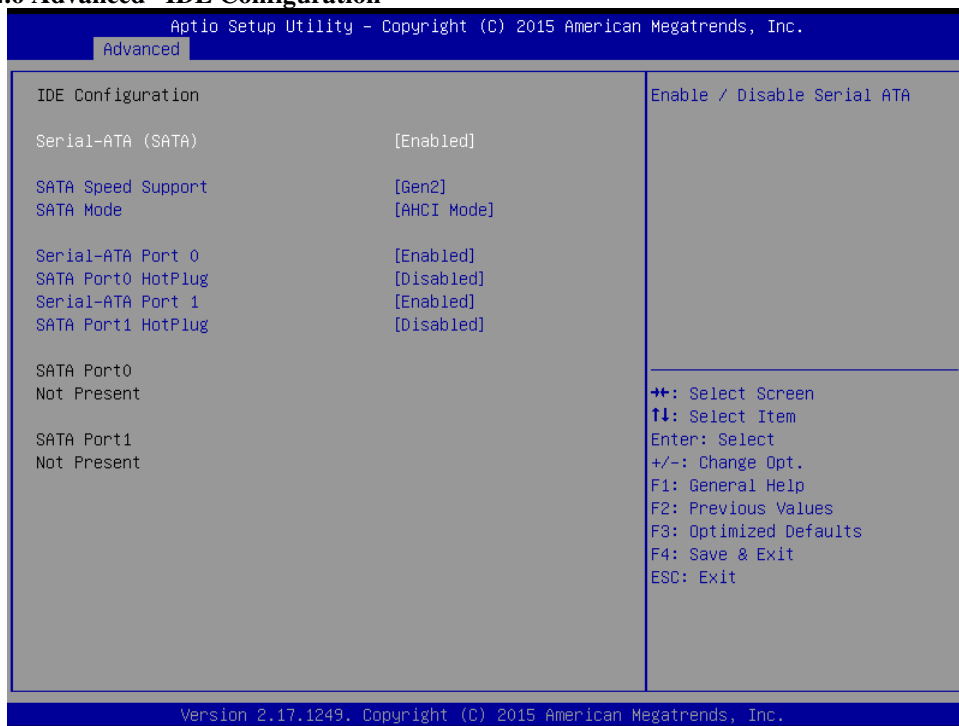 Advanced IDE Configuration
Aptio Setup Utility – Copyright (C) 2015 American Megatrends, Inc.
Advanced
IDE Configuration
Serial-ATA (SATA) [Enabled]
SATA Speed Support [Gen2]
SATA Mode [AHCI Mode]
Serial-ATA Port 0 [Enabled]
SATA Port0 HotPlug [Disabled]
Serial-ATA Port 1 [Enabled]
SATA Port1 HotPlug [Disabled]
SATA Port0
Not Present
SATA Port1
Not Present
Enable / Disable Serial ATA
→←: Select Screen
↑↓: Select Item
Enter: Select
+/-: Change Opt.
F1: General Help
F2: Previous Values
F3: Optimized Defaults
F4: Save & Exit
ESC: Exit
Version 2.17.1249. Copyright (C) 2015 American Megatrends, Inc.